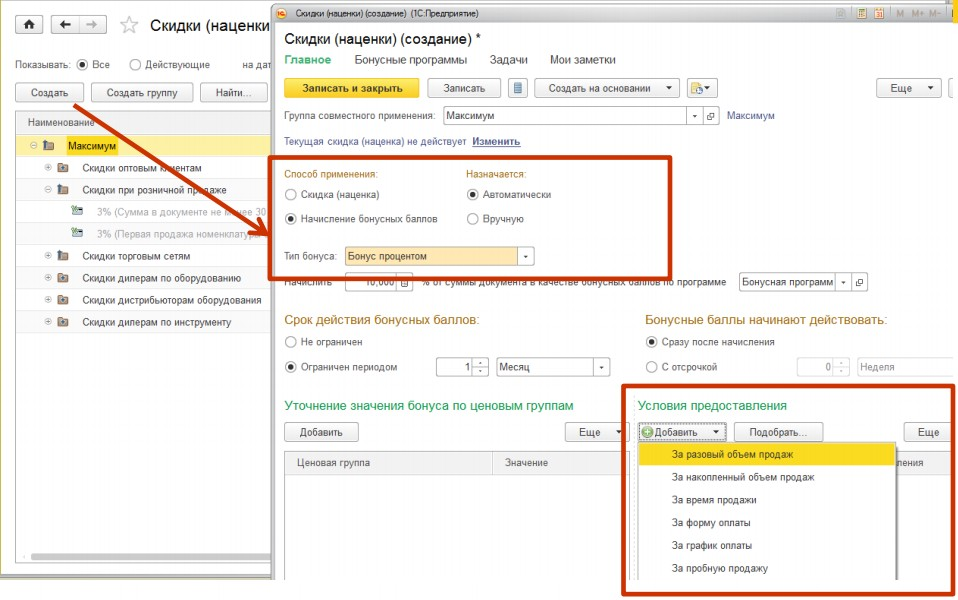 Скидки (наценки
Показывать:
Все
Действующие
на дат
Создать
Создать группу
Найти...
Наименование
Максимум
Скидки оптовым клиентам
Скидки при розничной продаже
3% (Сумма в документе не менее 30
3% (Первая продажа номенклатур
Скидки торговым сетям
Скидки дилерам по оборудованию
Скидки дистрибьюторам оборудования
Скидки дилерам по инструменту
Скидки (наценки) (создание) (1С:Предприятие)
M M+ M-
Скидки (наценки) (создание) *
Главное Бонусные программы Задачи Мои заметки
Записать и закрыть
Записать
Создать на основании
Еще
Группа совместного применения: Максимум Максимум
Текущая скидка (наценка) не действует Изменить
Способ применения: Назначается:
Скидка (наценка) Автоматически
Начисление бонусных баллов Вручную
Тип бонуса: Бонус процентом
Начислить 10,000 % от суммы документа в качестве бонусных баллов по программе Бонусная программ
Срок действия бонусных баллов: Бонусные баллы начинают действовать:
Не ограничен Сразу после начисления
Ограничен периодом 1 Месяц С отсрочкой 0 Неделя
Уточнение значения бонуса по ценовым группам Условия предоставления
Добавить Еще Добавить Подобрать... Еще
Ценовая группа Значение ления
За разовый объем продаж
За накопленный объем продаж
За время продажи
За форму оплаты
За график оплаты
За пробную продажу